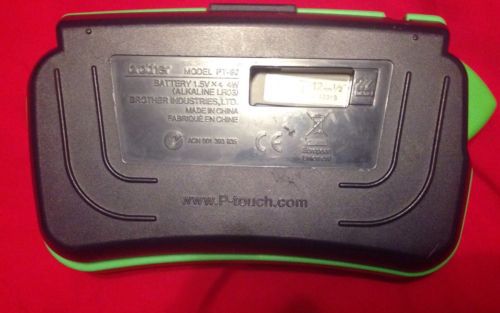 brother MODEL PT-80
BATTERY 1.5V×4 4W
(ALKALINE LR03)
BROTHER INDUSTRIES, LTD.
MADE IN CHINA
FABRIQUÉ EN CHINE
ACN 001 393 835
CE
www.P-touch.com